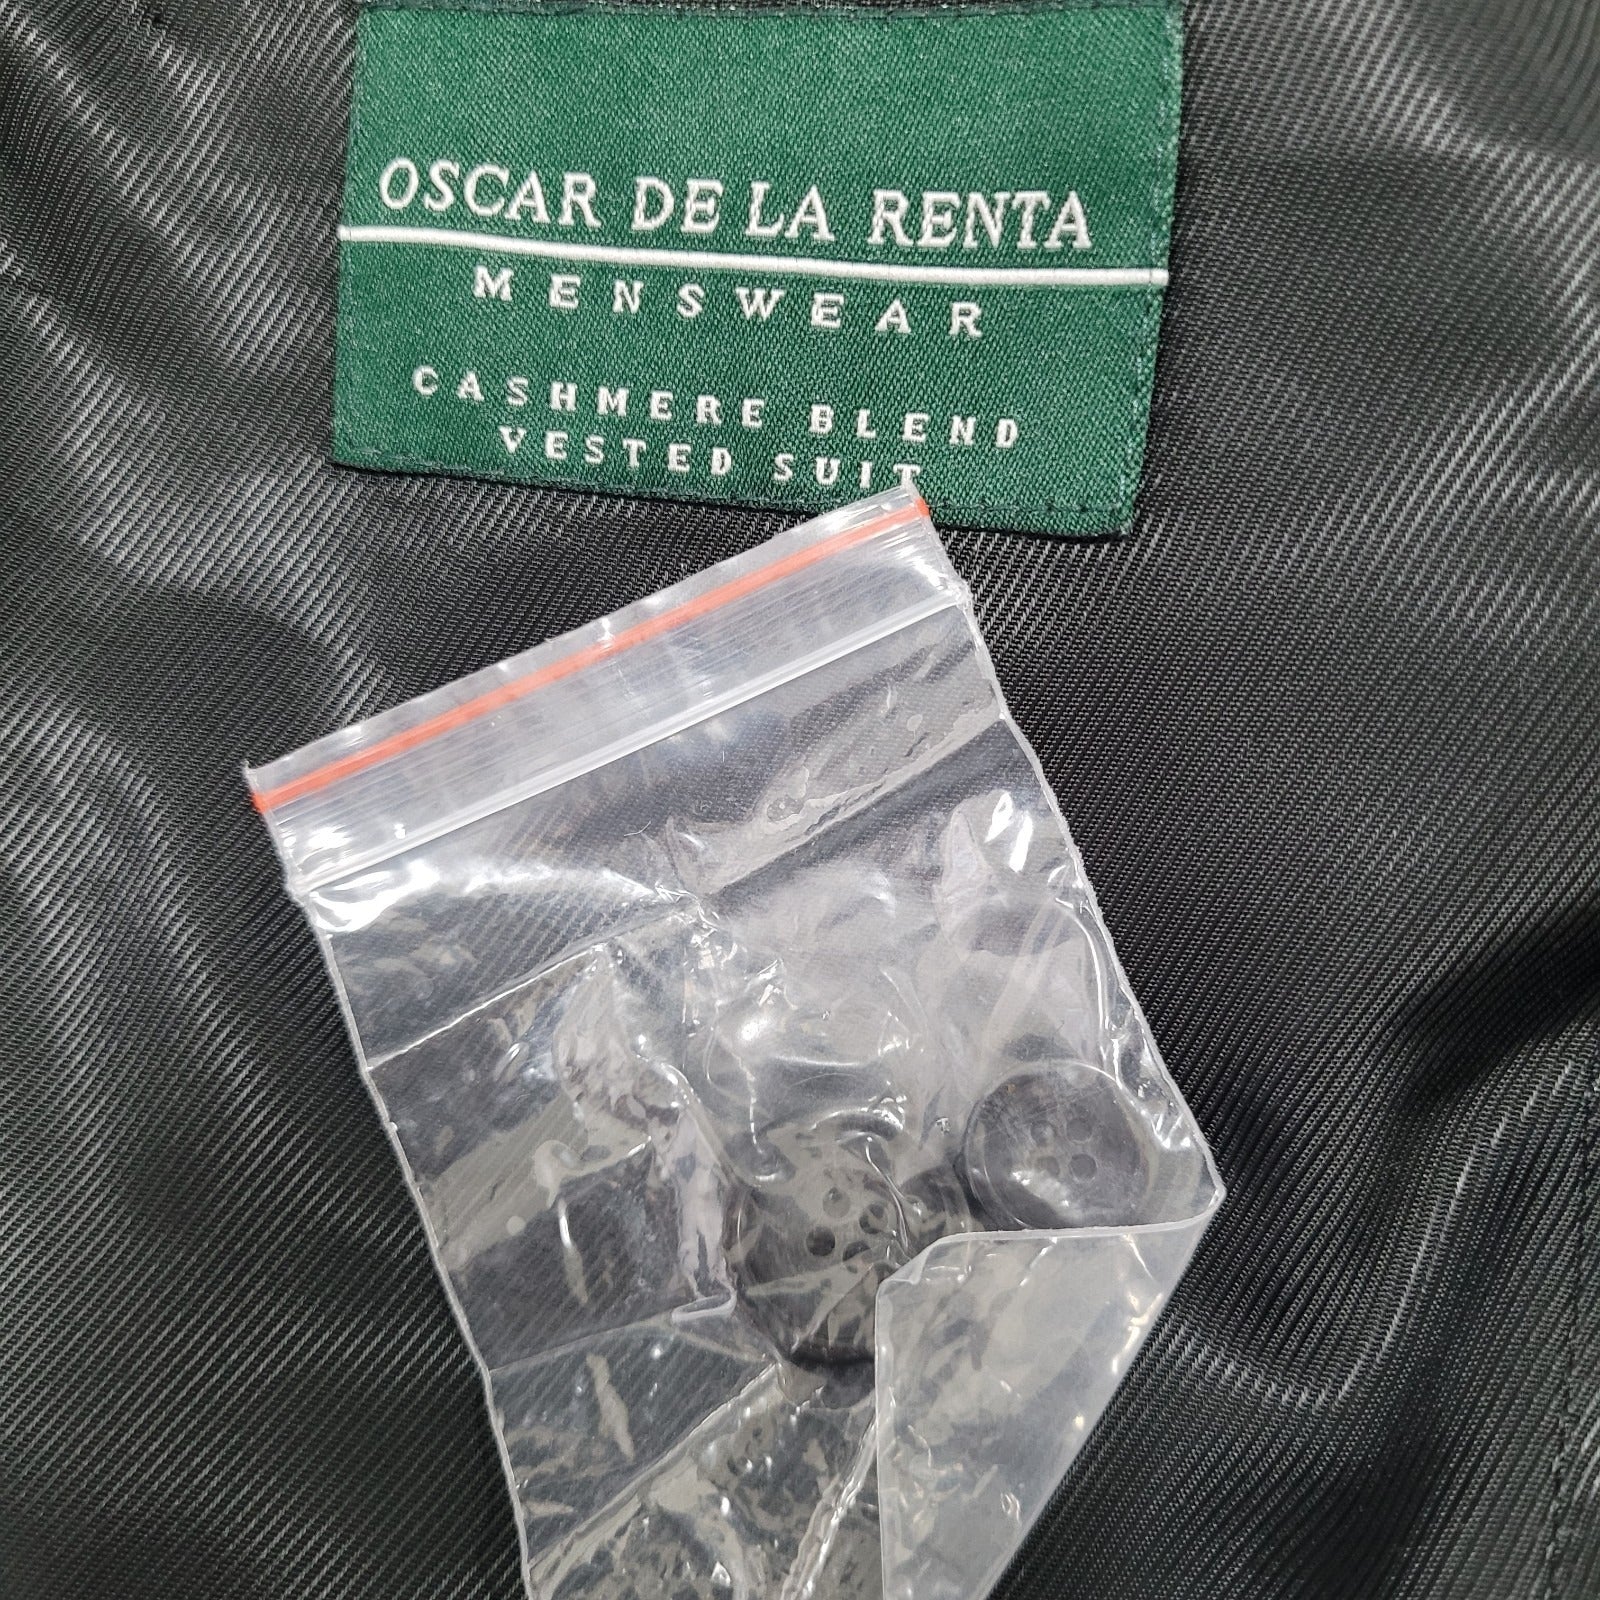 OSCAR DE LA RENTA
MENSWEAR
CASHMERE BLEND
VESTED SUIT